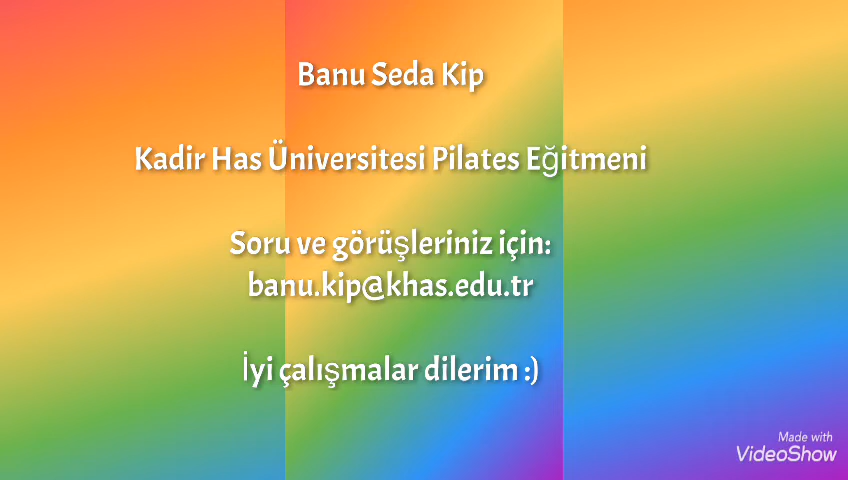 Banu Seda Kip
Kadir Has Üniversitesi Pilates Eğitmeni
Soru ve görüşleriniz için:
banu.kip@khas.edu.tr
İyi çalışmalar dilerim :)
Made with
VideoShow